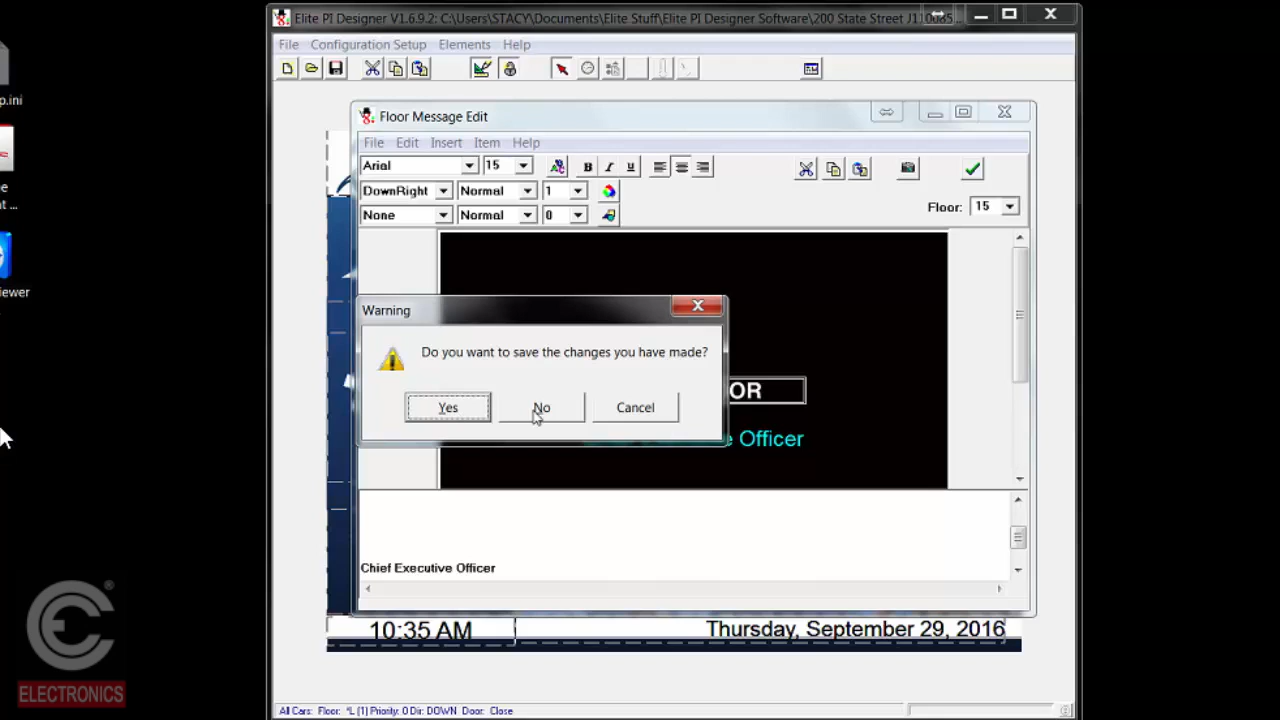 Elite PI Designer V1.6.9.2: C:\Users\STACY\Documents\Elite Stuff\Elite PI Designer Software\200 State Street
File Configuration Setup Elements Help
p.ini
Floor Message Edit
File Edit Insert Item Help
Arial 15 B I U
DownRight Normal 1
None Normal 0
Floor: 15
e
nt ...
iewer
Warning
Do you want to save the changes you have made?
Yes No Cancel
OR
e Officer
Chief Executive Officer
10:35 AM Thursday, September 29, 2016
CE
®
ELECTRONICS
All Cars: Floor: *L [1] Priority: 0 Dir: DOWN Door: Close